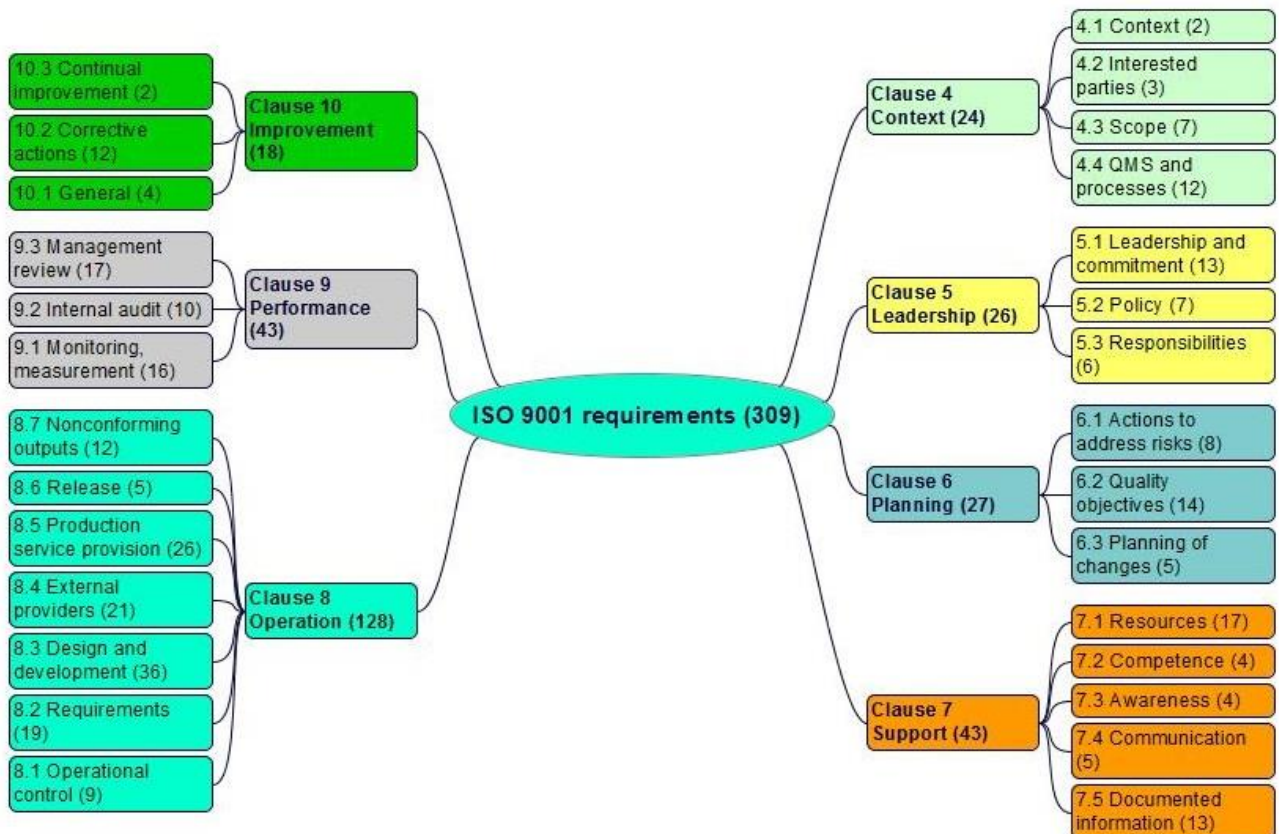 ISO 9001 requirements (309)
Clause 4
Context (24)
4.1 Context (2)
4.2 Interested
parties (3)
4.3 Scope (7)
4.4 QMS and
processes (12)
Clause 5
Leadership (26)
5.1 Leadership and
commitment (13)
5.2 Policy (7)
5.3 Responsibilities
(6)
Clause 6
Planning (27)
6.1 Actions to
address risks (8)
6.2 Quality
objectives (14)
6.3 Planning of
changes (5)
Clause 7
Support (43)
7.1 Resources (17)
7.2 Competence (4)
7.3 Awareness (4)
7.4 Communication
(5)
7.5 Documented
information (13)
Clause 8
Operation (128)
8.7 Nonconforming
outputs (12)
8.6 Release (5)
8.5 Production
service provision (26)
8.4 External
providers (21)
8.3 Design and
development (36)
8.2 Requirements
(19)
8.1 Operational
control (9)
Clause 9
Performance
(43)
9.3 Management
review (17)
9.2 Internal audit (10)
9.1 Monitoring,
measurement (16)
Clause 10
Improvement
(18)
10.3 Continual
improvement (2)
10.2 Corrective
actions (12)
10.1 General (4)